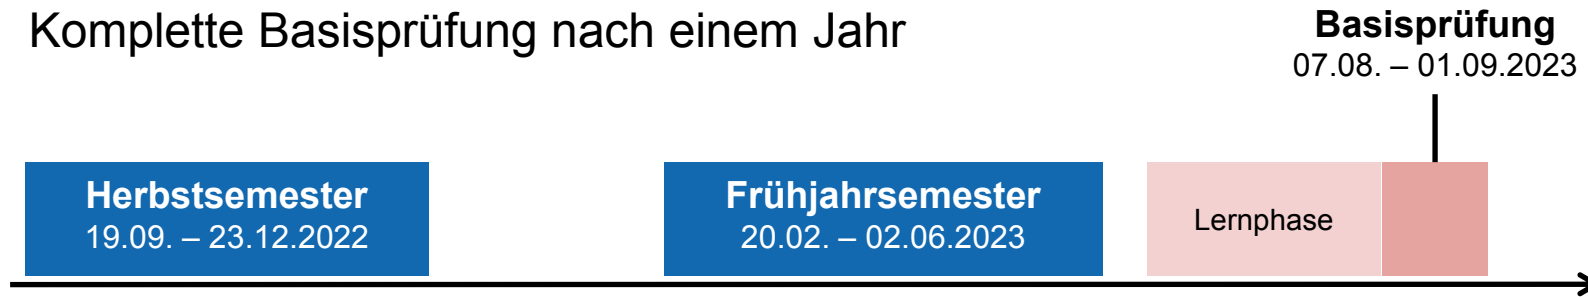 Komplette Basisprüfung nach einem Jahr
Basisprüfung
07.08. – 01.09.2023
Herbstsemester
19.09. – 23.12.2022
Frühjahrsemester
20.02. – 02.06.2023
Lernphase